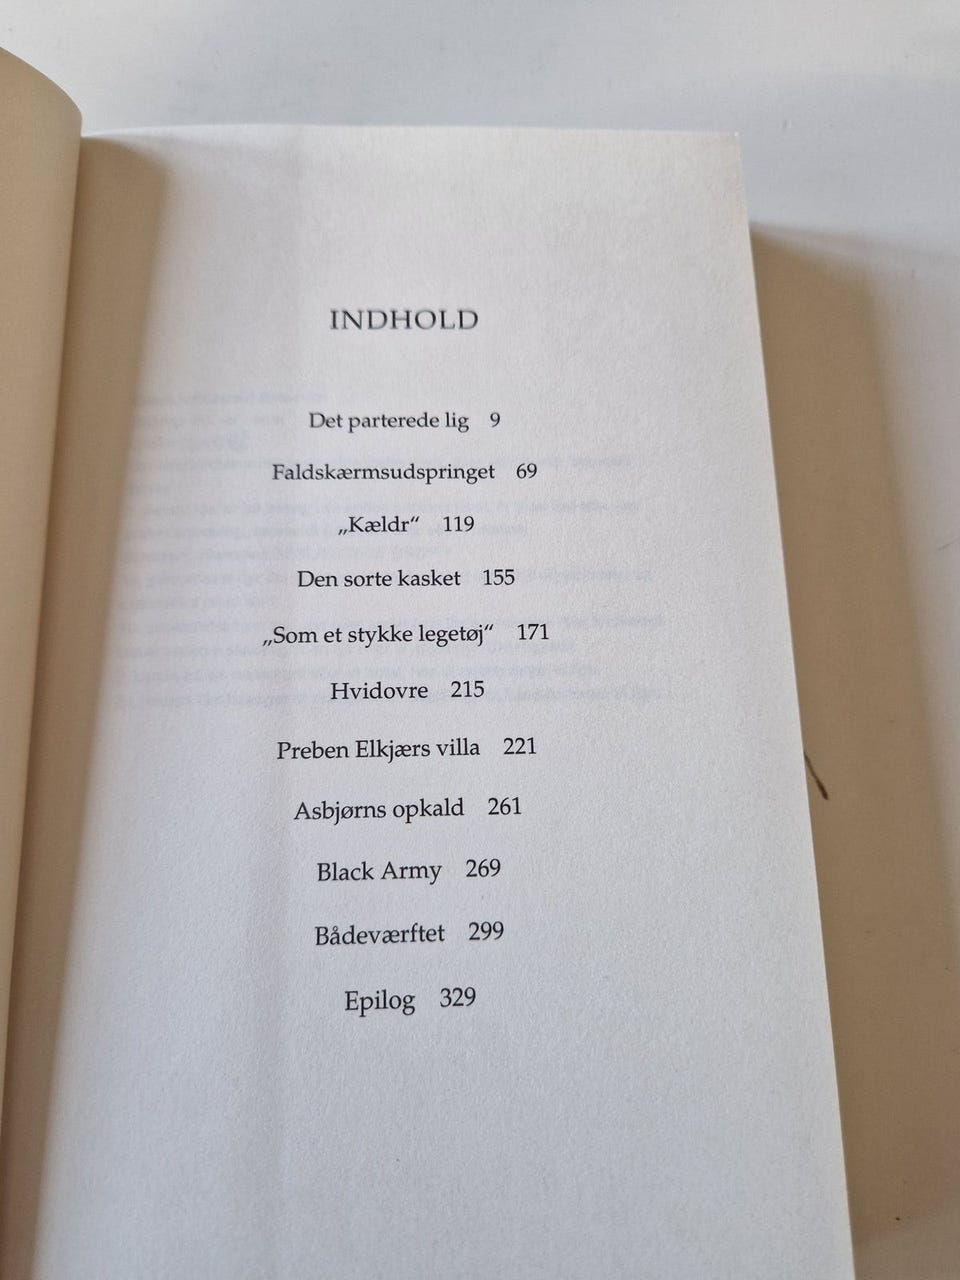 INDHOLD
Det parterede lig 9
Faldskærmsudspringet 69
„Kældr“ 119
Den sorte kasket 155
„Som et stykke legetøj“ 171
Hvidovre 215
Preben Elkjærs villa 221
Asbjørns opkald 261
Black Army 269
Bådeværftet 299
Epilog 329